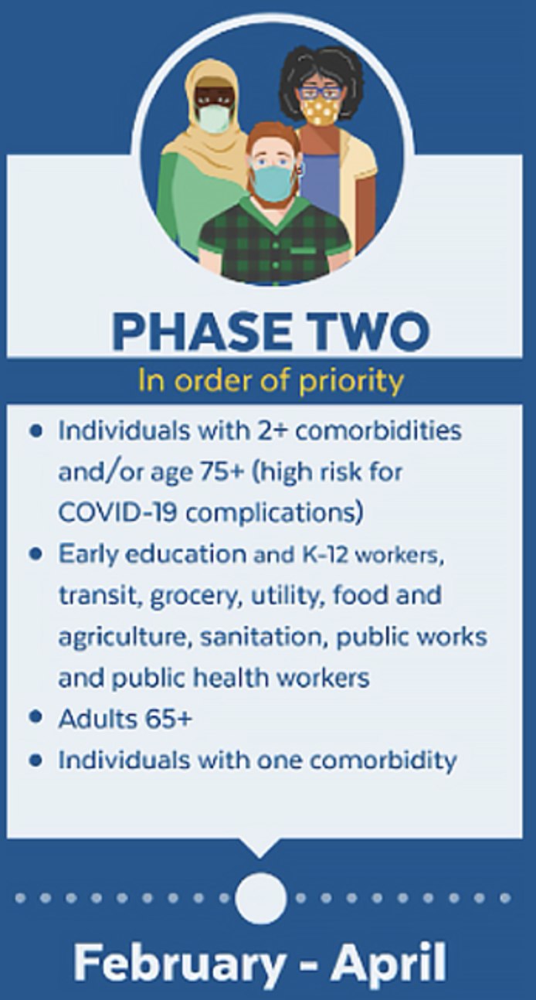 PHASE TWO
In order of priority
• Individuals with 2+ comorbidities
and/or age 75+ (high risk for
COVID-19 complications)
• Early education and K-12 workers,
transit, grocery, utility, food and
agriculture, sanitation, public works
and public health workers
• Adults 65+
• Individuals with one comorbidity
February - April